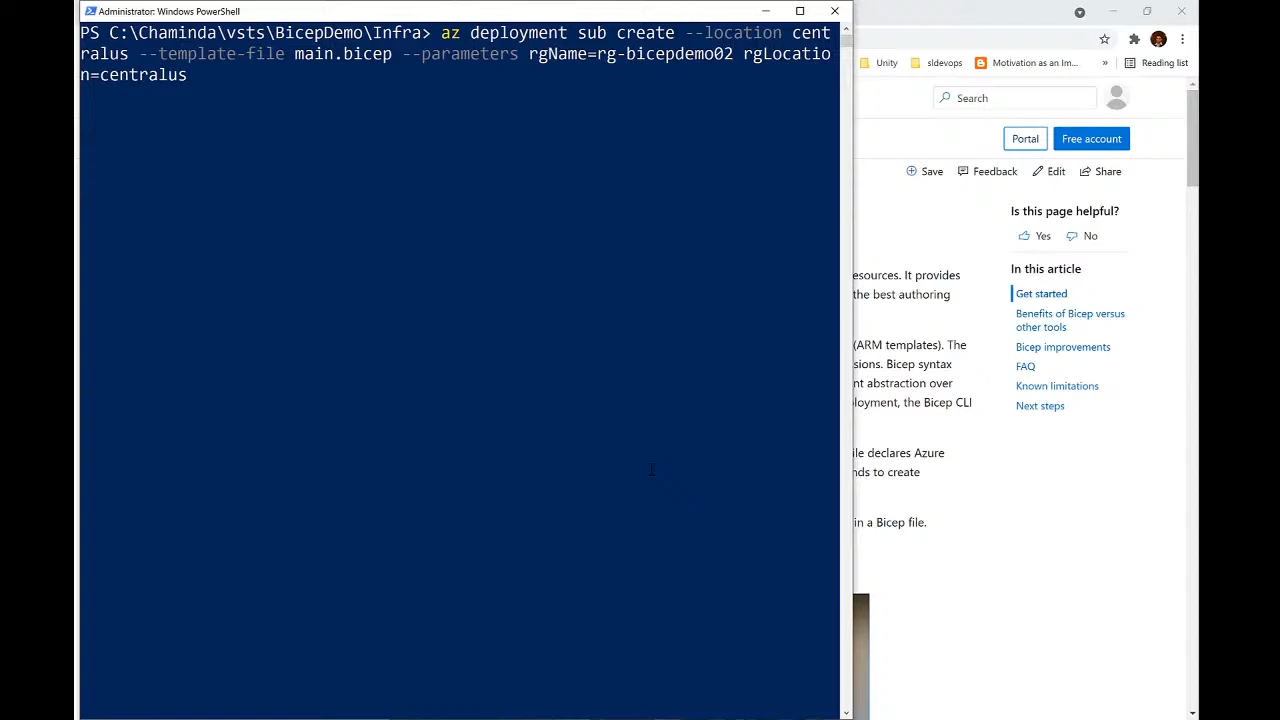 Administrator: Windows PowerShell
PS C:\Chaminda\vsts\BicepDemo\Infra> az deployment sub create --location cent
ralus --template-file main.bicep --parameters rgName=rg-bicepdemo02 rgLocatio
n=centralus
Unity
sldevops
Motivation as an Im...
»
Reading list
Search
Portal
Free account
Save
Feedback
Edit
Share
Is this page helpful?
Yes
No
esources. It provides
the best authoring
(ARM templates). The
sions. Bicep syntax
nt abstraction over
ployment, the Bicep CLI
ile declares Azure
nds to create
in a Bicep file.
In this article
Get started
Benefits of Bicep versus
other tools
Bicep improvements
FAQ
Known limitations
Next steps